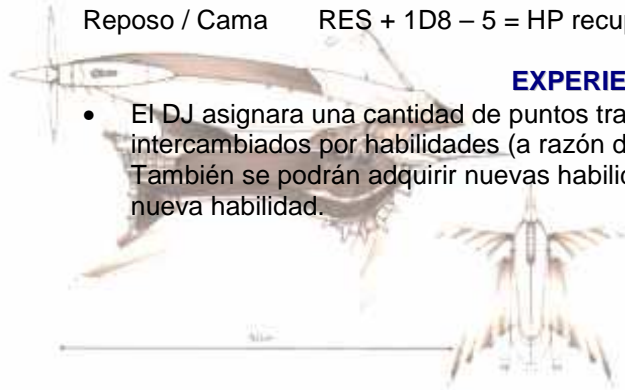 Reposo / Cama RES + 1D8 – 5 = HP recup
EXPERIE
• El DJ asignara una cantidad de puntos tra
intercambiados por habilidades (a razón d
También se podrán adquirir nuevas habilid
nueva habilidad.